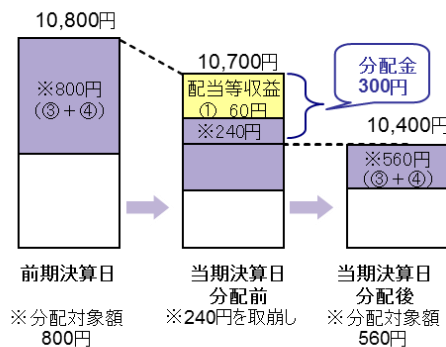 10,800円
※800円
(③+④)
前期決算日
※分配対象額
800円
10,700円
配当等収益
① 60円
※240円
当期決算日
分配前
※240円を取崩し
分配金
300円
10,400円
※560円
(③+④)
当期決算日
分配後
※分配対象額
560円